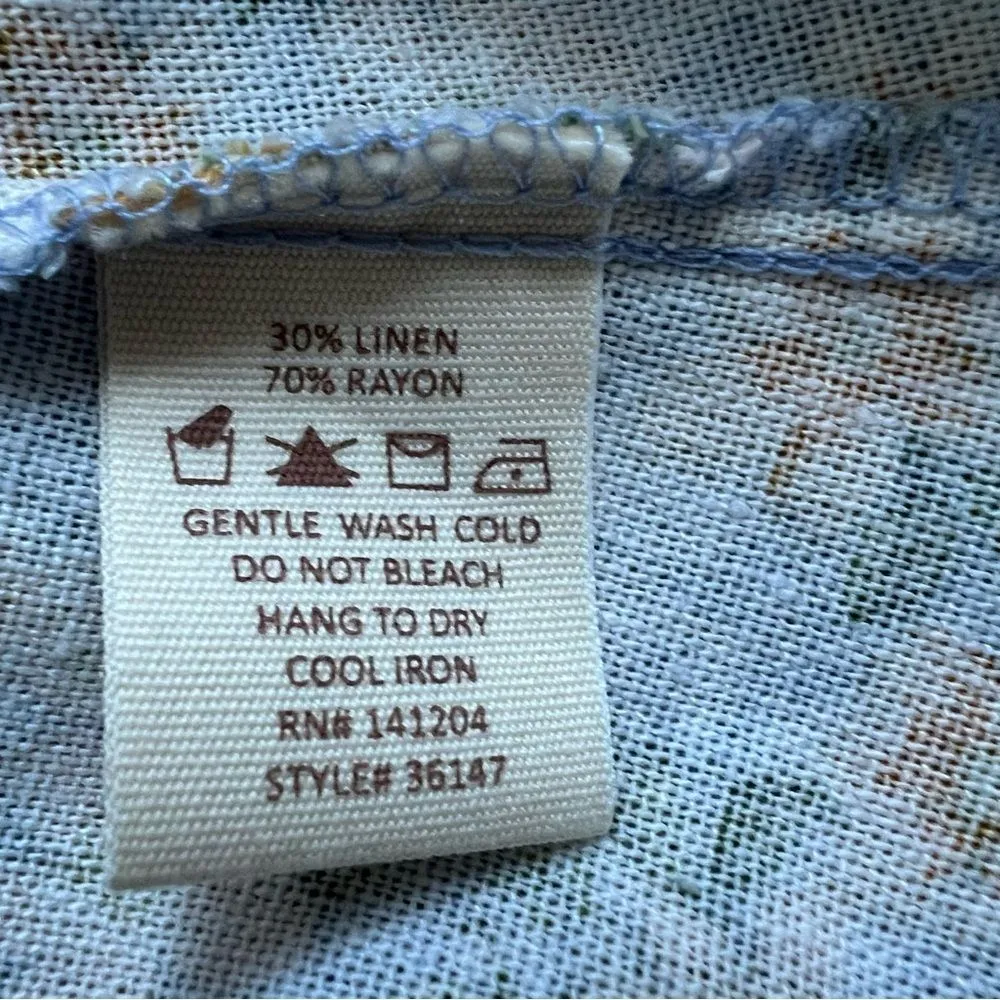 30% LINEN
70% RAYON
GENTLE WASH COLD
DO NOT BLEACH
HANG TO DRY
COOL IRON
RN# 141204
STYLE# 36147